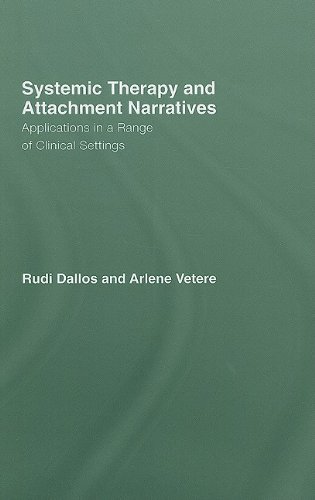 Systemic Therapy and
Attachment Narratives
Applications in a Range
of Clinical Settings
Rudi Dallos and Arlene Vetere